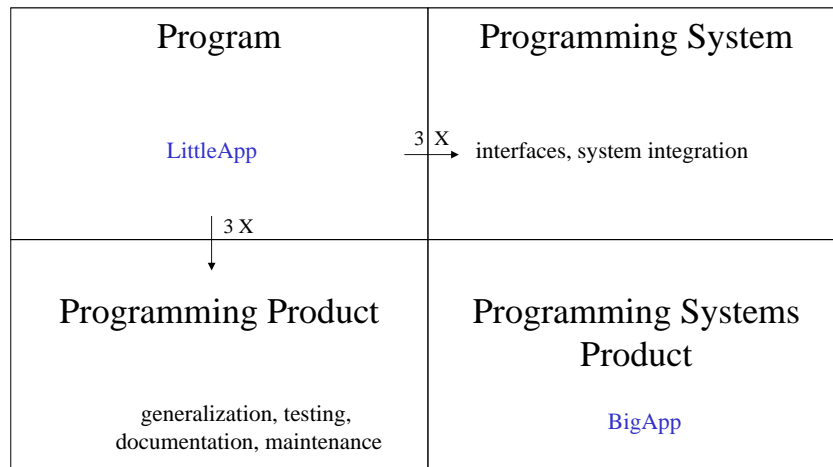 Program
Programming System
LittleApp
3 X
interfaces, system integration
3 X
Programming Product
Programming Systems
Product
generalization, testing,
documentation, maintenance
BigApp